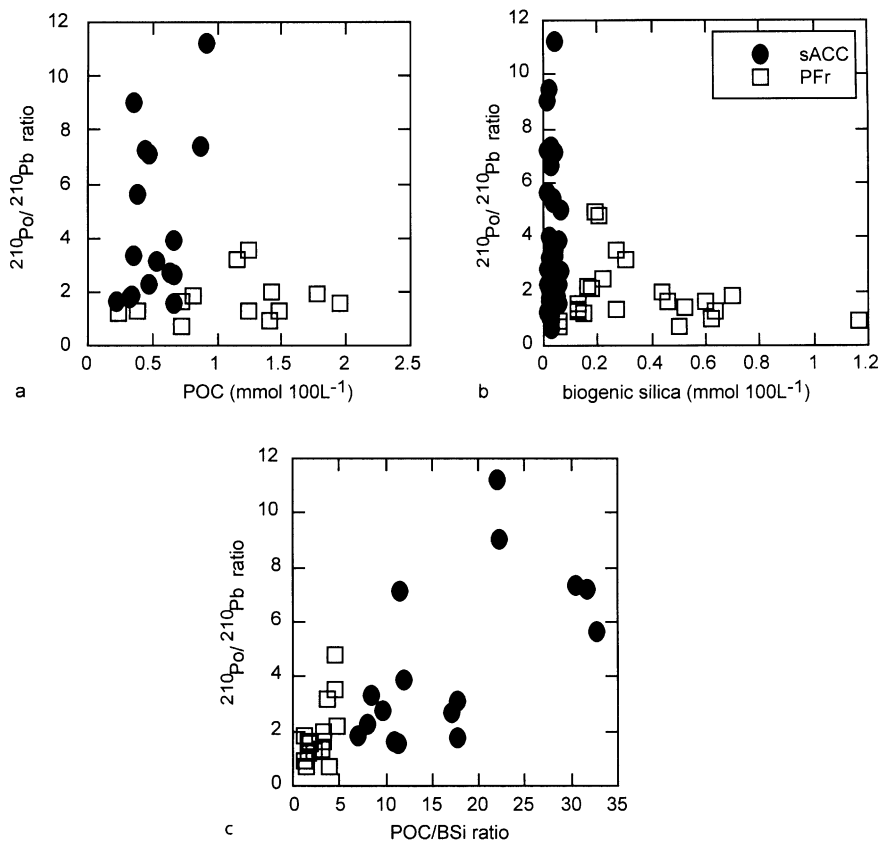 12
10
8
6
4
2
0
²¹⁰Po/ ²¹⁰Pb ratio
0 0.5 1 1.5 2 2.5
a POC (mmol 100L⁻¹)
12
10
8
6
4
2
0
²¹⁰Po/ ²¹⁰Pb ratio
sACC
PFr
0 0.2 0.4 0.6 0.8 1 1.2
b biogenic silica (mmol 100L⁻¹)
12
10
8
6
4
2
0
²¹⁰Po/ ²¹⁰Pb ratio
0 5 10 15 20 25 30 35
c POC/BSi ratio